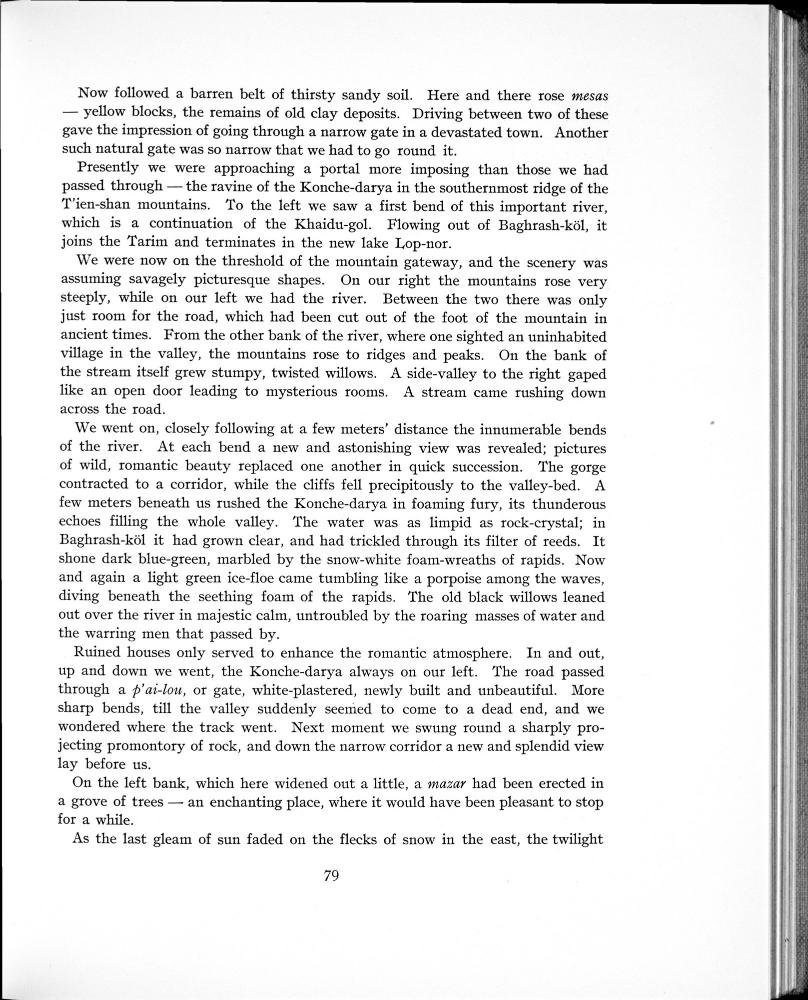 Now followed a barren belt of thirsty sandy soil. Here and there rose mesas
— yellow blocks, the remains of old clay deposits. Driving between two of these
gave the impression of going through a narrow gate in a devastated town. Another
such natural gate was so narrow that we had to go round it.
Presently we were approaching a portal more imposing than those we had
passed through — the ravine of the Konche-darya in the southernmost ridge of the
T'ien-shan mountains. To the left we saw a first bend of this important river,
which is a continuation of the Khaidu-gol. Flowing out of Baghrash-köl, it
joins the Tarim and terminates in the new lake Lop-nor.
We were now on the threshold of the mountain gateway, and the scenery was
assuming savagely picturesque shapes. On our right the mountains rose very
steeply, while on our left we had the river. Between the two there was only
just room for the road, which had been cut out of the foot of the mountain in
ancient times. From the other bank of the river, where one sighted an uninhabited
village in the valley, the mountains rose to ridges and peaks. On the bank of
the stream itself grew stumpy, twisted willows. A side-valley to the right gaped
like an open door leading to mysterious rooms. A stream came rushing down
across the road.
We went on, closely following at a few meters' distance the innumerable bends
of the river. At each bend a new and astonishing view was revealed; pictures
of wild, romantic beauty replaced one another in quick succession. The gorge
contracted to a corridor, while the cliffs fell precipitously to the valley-bed. A
few meters beneath us rushed the Konche-darya in foaming fury, its thunderous
echoes filling the whole valley. The water was as limpid as rock-crystal; in
Baghrash-köl it had grown clear, and had trickled through its filter of reeds. It
shone dark blue-green, marbled by the snow-white foam-wreaths of rapids. Now
and again a light green ice-floe came tumbling like a porpoise among the waves,
diving beneath the seething foam of the rapids. The old black willows leaned
out over the river in majestic calm, untroubled by the roaring masses of water and
the warring men that passed by.
Ruined houses only served to enhance the romantic atmosphere. In and out,
up and down we went, the Konche-darya always on our left. The road passed
through a p'ai-lou, or gate, white-plastered, newly built and unbeautiful. More
sharp bends, till the valley suddenly seemed to come to a dead end, and we
wondered where the track went. Next moment we swung round a sharply pro-
jecting promontory of rock, and down the narrow corridor a new and splendid view
lay before us.
On the left bank, which here widened out a little, a mazar had been erected in
a grove of trees — an enchanting place, where it would have been pleasant to stop
for a while.
As the last gleam of sun faded on the flecks of snow in the east, the twilight
79